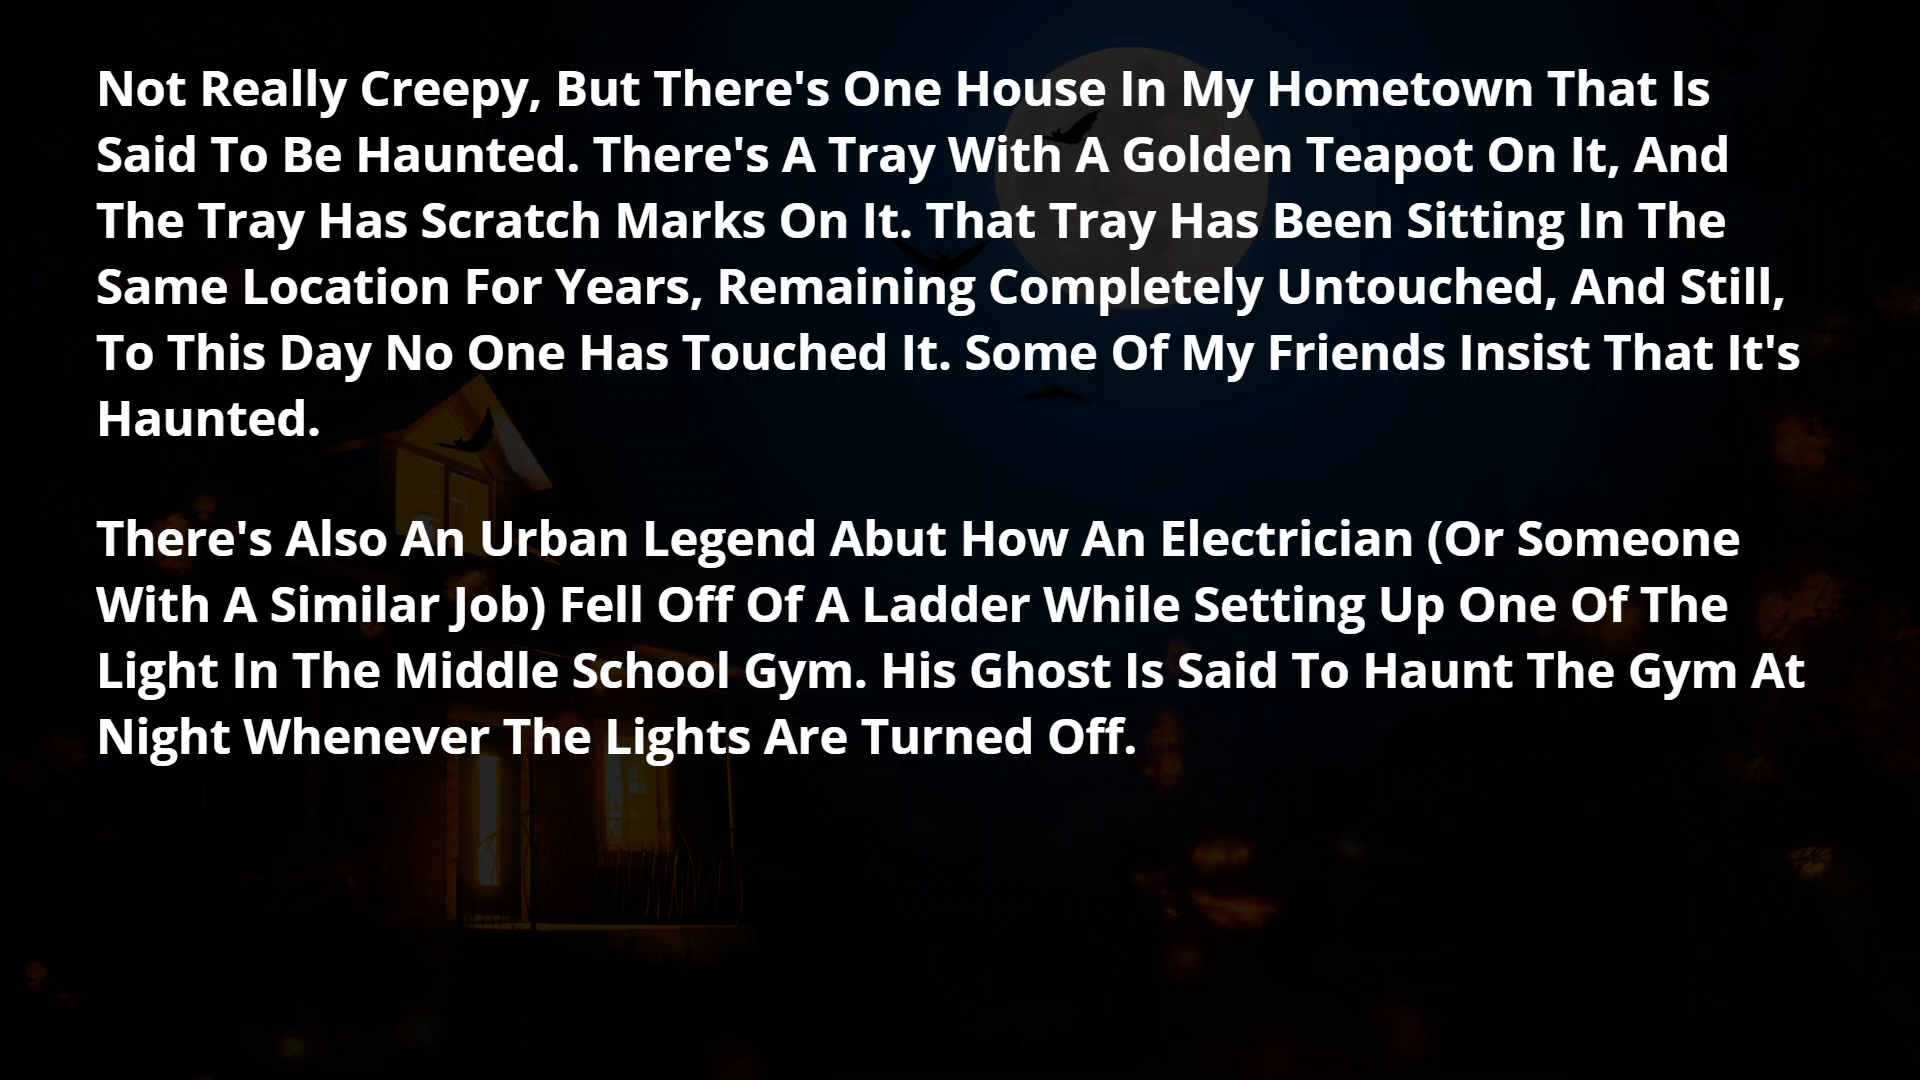 Not Really Creepy, But There's One House In My Hometown That Is
Said To Be Haunted. There's A Tray With A Golden Teapot On It, And
The Tray Has Scratch Marks On It. That Tray Has Been Sitting In The
Same Location For Years, Remaining Completely Untouched, And Still,
To This Day No One Has Touched It. Some Of My Friends Insist That It's
Haunted.
There's Also An Urban Legend Abut How An Electrician (Or Someone
With A Similar Job) Fell Off Of A Ladder While Setting Up One Of The
Light In The Middle School Gym. His Ghost Is Said To Haunt The Gym At
Night Whenever The Lights Are Turned Off.